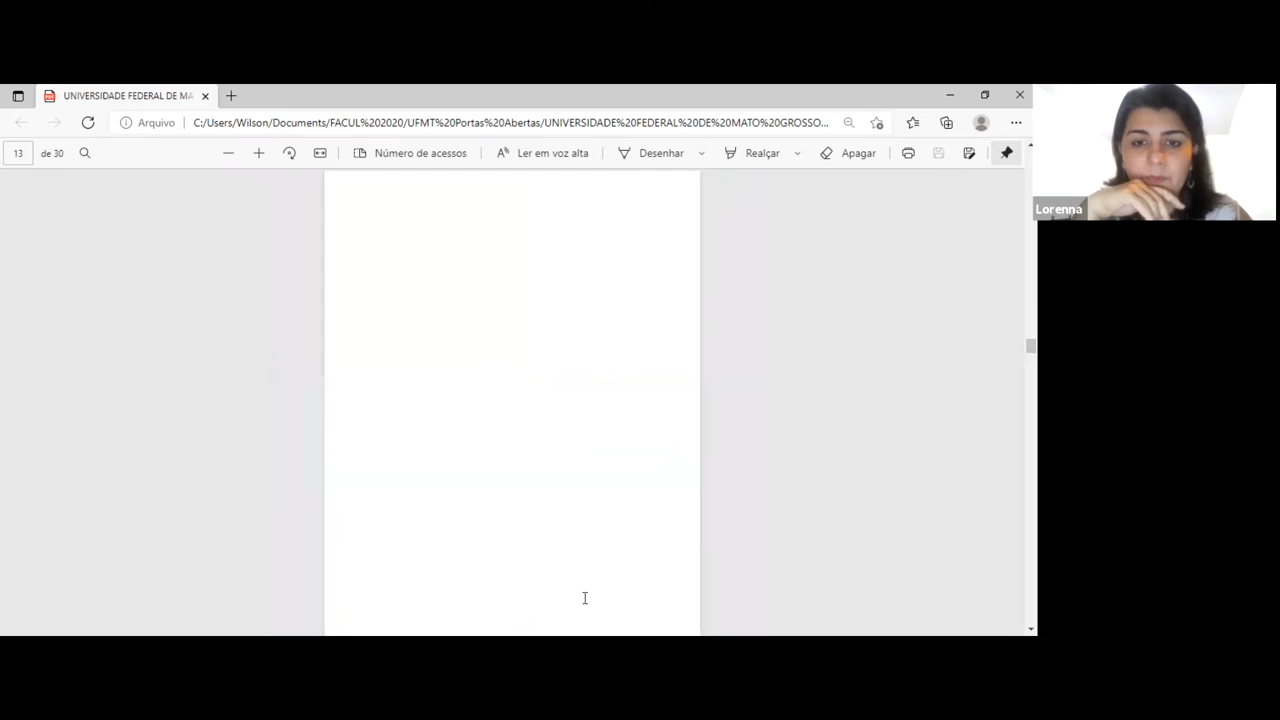 UNIVERSIDADE FEDERAL DE MA
Arquivo C:/Users/Wilson/Documents/FACUL%202020/UFMT%20Portas%20Abertas/UNIVERSIDADE%20FEDERAL%20DE%20MATO%20GROSSO...
13 de 30 Número de acessos Ler em voz alta Desenhar Realçar Apagar
Lorenna